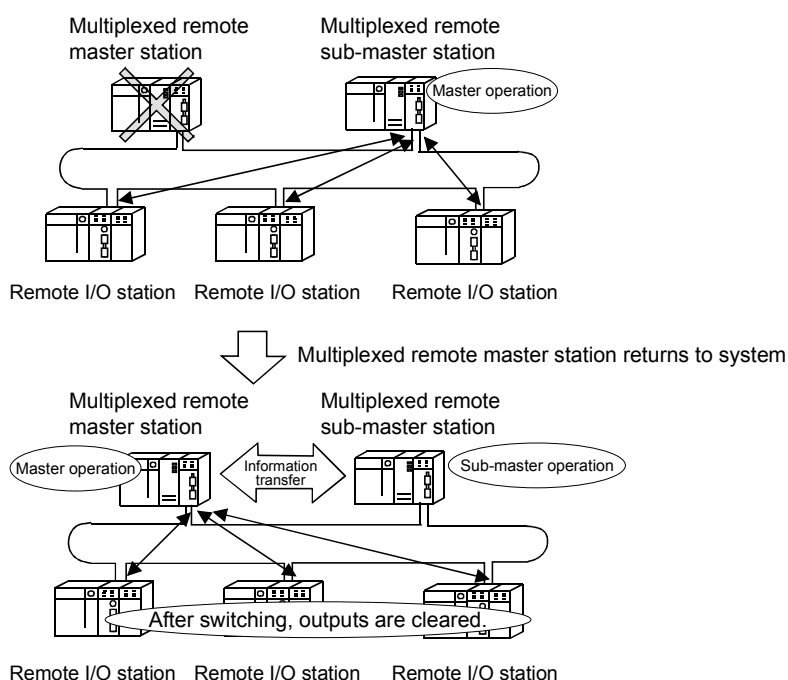 Multiplexed remote
master station
Multiplexed remote
sub-master station
Master operation
Remote I/O station
Remote I/O station
Remote I/O station
Multiplexed remote master station returns to system
Multiplexed remote
master station
Multiplexed remote
sub-master station
Master operation
Information
transfer
Sub-master operation
After switching, outputs are cleared.
Remote I/O station
Remote I/O station
Remote I/O station